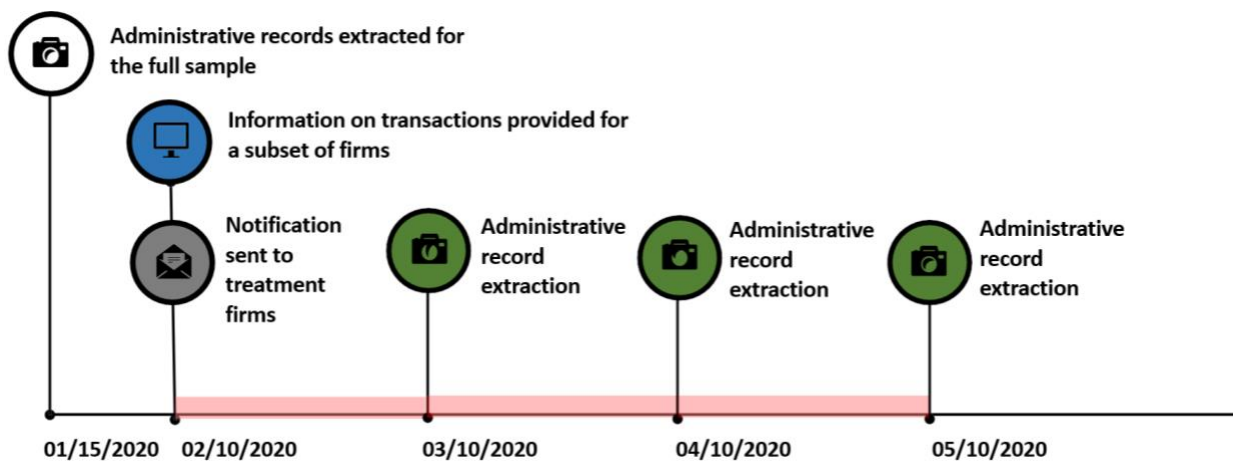 Administrative records extracted for
the full sample
Information on transactions provided for
a subset of firms
Notification
sent to
treatment
firms
Administrative
record
extraction
Administrative
record
extraction
Administrative
record
extraction
01/15/2020
02/10/2020
03/10/2020
04/10/2020
05/10/2020